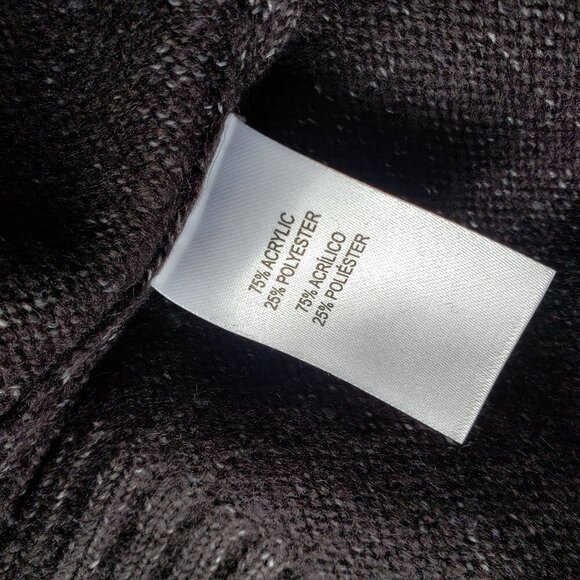 75% ACRYLIC
25% POLYESTER
75% ACRÍLICO
25% POLIÉSTER